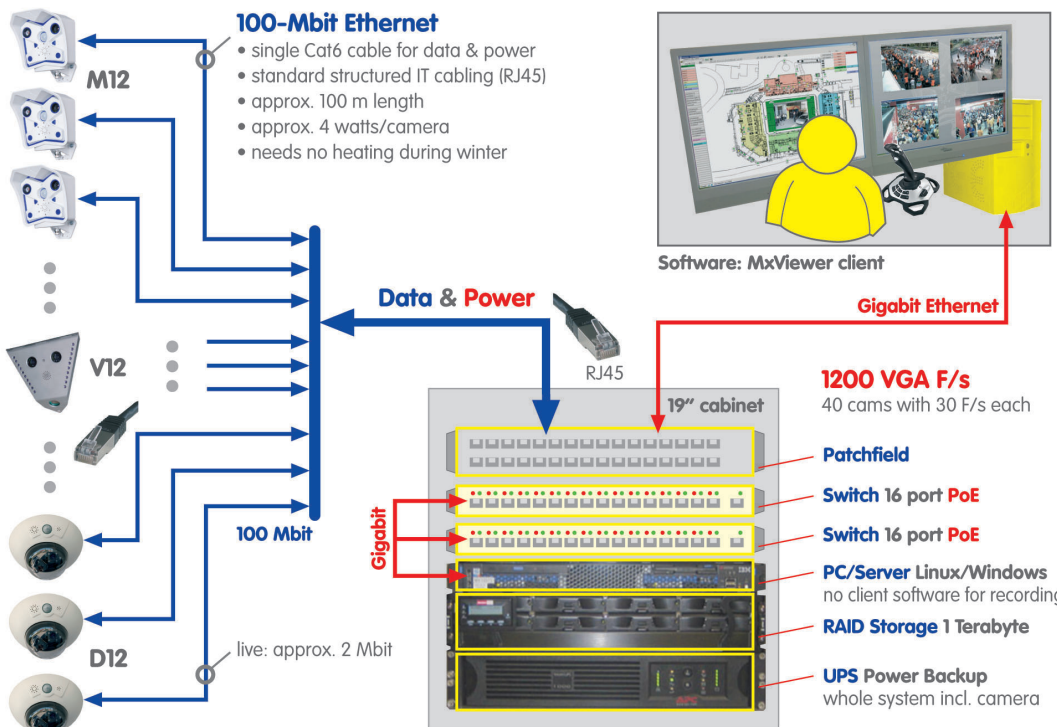 100-Mbit Ethernet
• single Cat6 cable for data & power
• standard structured IT cabling (RJ45)
• approx. 100 m length
• approx. 4 watts/camera
• needs no heating during winter
M12
Software: MxViewer client
Data & Power
Gigabit Ethernet
RJ45
V12
1200 VGA F/s
40 cams with 30 F/s each
19" cabinet
Patchfield
Switch 16 port PoE
Switch 16 port PoE
100 Mbit
Gigabit
PC/Server Linux/Windows
no client software for recording
RAID Storage 1 Terabyte
D12
live: approx. 2 Mbit
UPS Power Backup
whole system incl. camera
IBM
APC